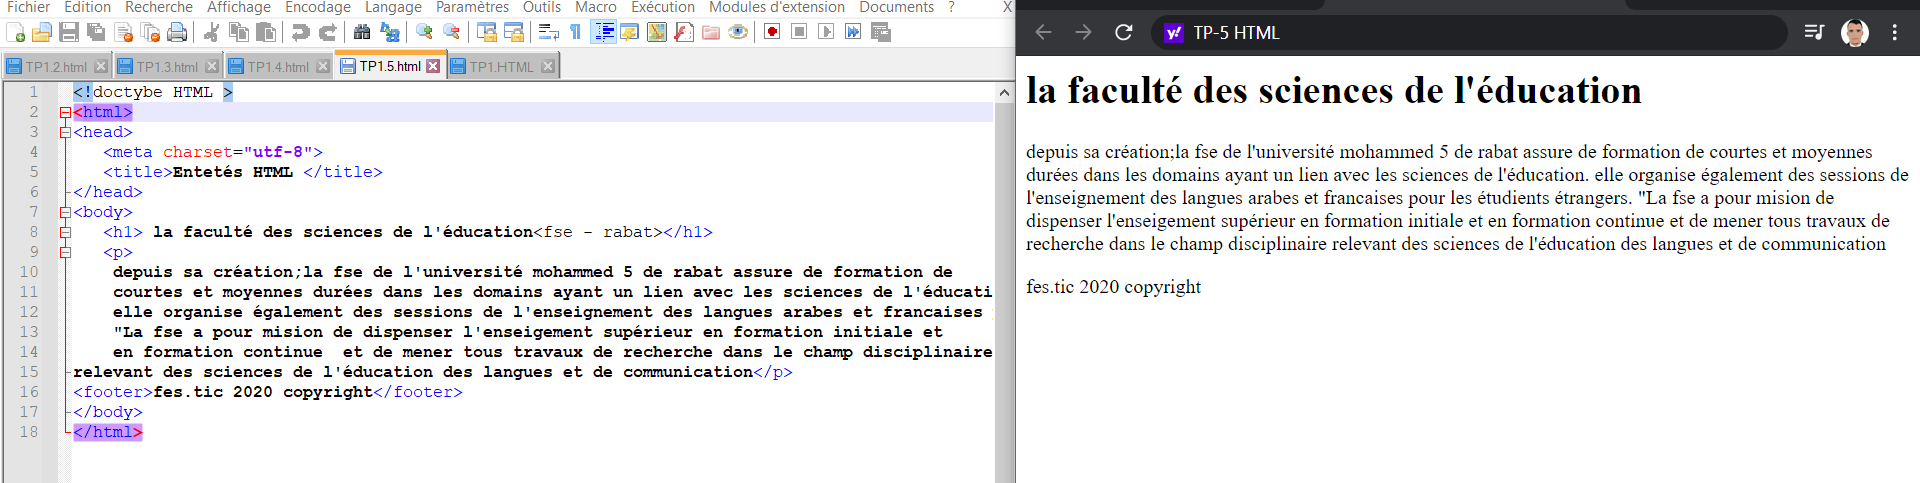 Fichier Edition Recherche Affichage Encodage Langage Paramètres Outils Macro Exécution Modules d'extension Documents ? X
TP1.2.html TP1.3.html TP1.4.html TP1.5.html TP1.HTML
1 <!doctybe HTML >
2 <html>
3 <head>
4 <meta charset="utf-8">
5 <title>Entetés HTML </title>
6 </head>
7 <body>
8 <h1> la faculté des sciences de l'éducation<fse - rabat></h1>
9 <p>
10 depuis sa création;la fse de l'université mohammed 5 de rabat assure de formation de
11 courtes et moyennes durées dans les domains ayant un lien avec les sciences de l'éducati
12 elle organise également des sessions de l'enseignement des langues arabes et francaises
13 "La fse a pour mision de dispenser l'enseigement supérieur en formation initiale et
14 en formation continue  et de mener tous travaux de recherche dans le champ disciplinaire
15 relevant des sciences de l'éducation des langues et de communication</p>
16 <footer>fes.tic 2020 copyright</footer>
17 </body>
18 </html>
y! TP-5 HTML
la faculté des sciences de l'éducation
depuis sa création;la fse de l'université mohammed 5 de rabat assure de formation de courtes et moyennes
durées dans les domains ayant un lien avec les sciences de l'éducation. elle organise également des sessions de
l'enseignement des langues arabes et francaises pour les étudients étrangers. "La fse a pour mision de
dispenser l'enseigement supérieur en formation initiale et en formation continue et de mener tous travaux de
recherche dans le champ disciplinaire relevant des sciences de l'éducation des langues et de communication
fes.tic 2020 copyright